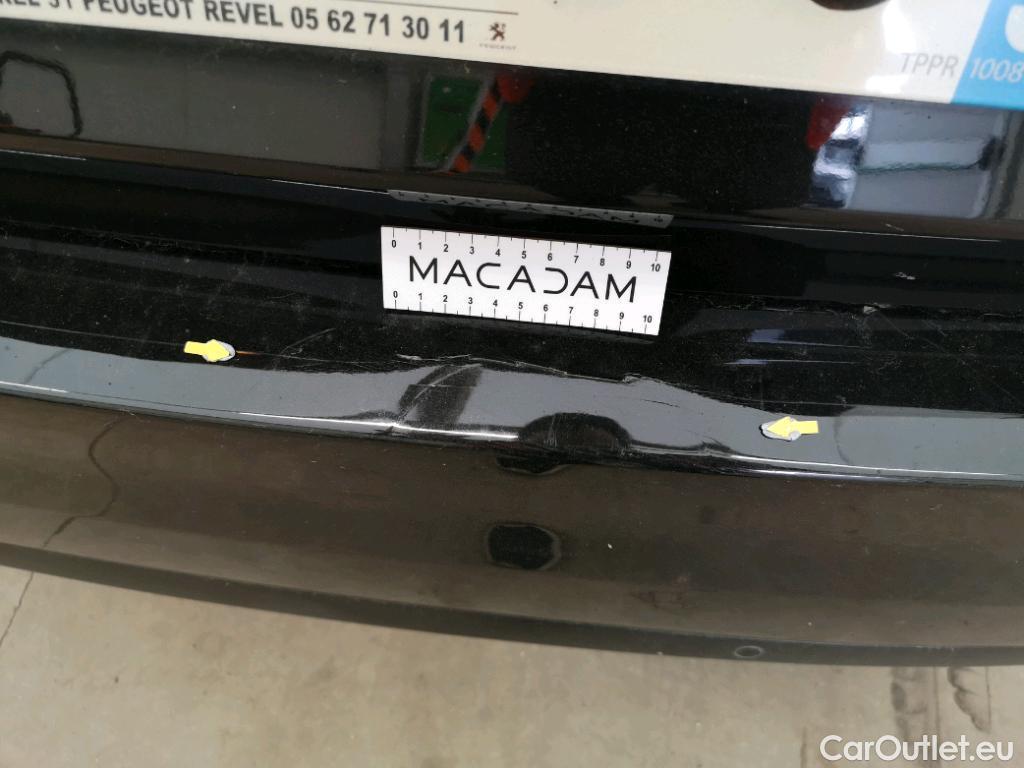 PEUGEOT REVEL 05 62 71 30 11
PEUGEOT
TPPR 1008
0 1 2 3 4 5 6 7 8 9 10
MACADAM
0 1 2 3 4 5 6 7 8 9 10
CarOutlet.eu